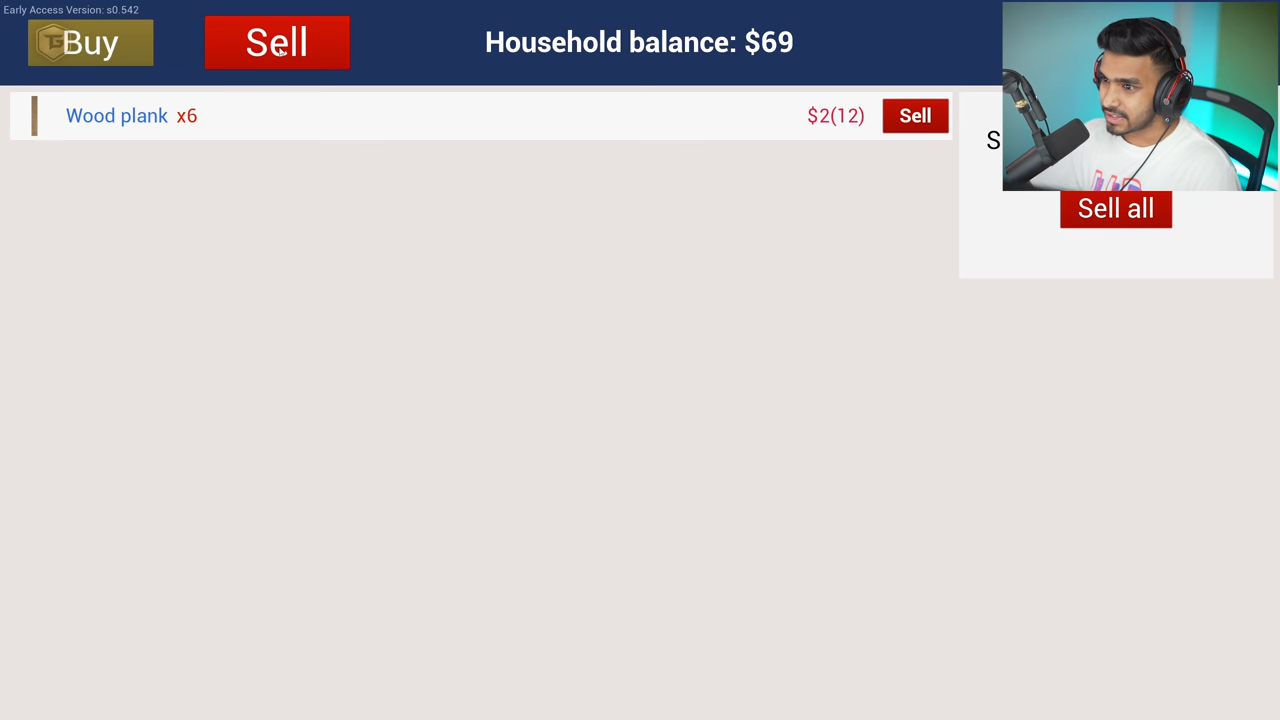 Early Access Version: s0.542
Buy
Sell
Household balance: $69
Wood plank x6
$2(12)
Sell
S
Sell all